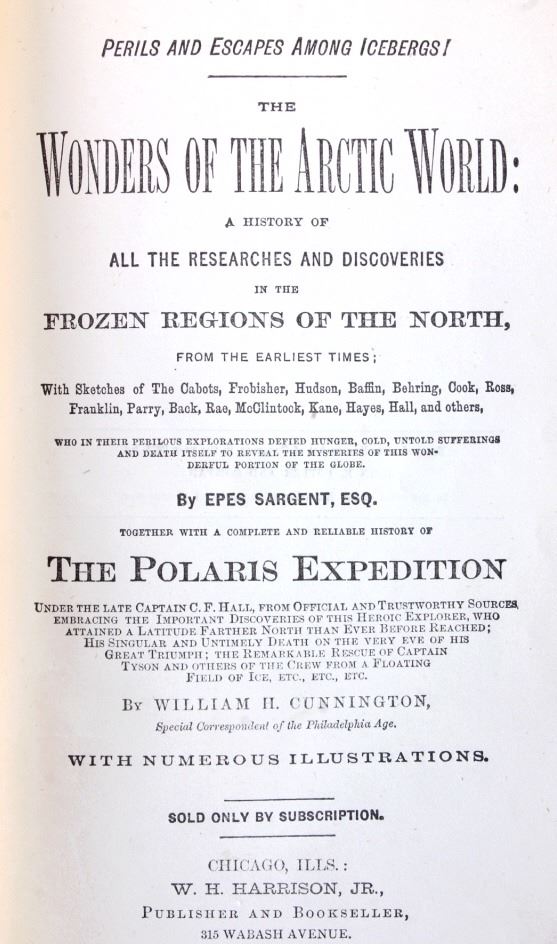 PERILS AND ESCAPES AMONG ICEBERGS!
THE
WONDERS OF THE ARCTIC WORLD:
A HISTORY OF
ALL THE RESEARCHES AND DISCOVERIES
IN THE
FROZEN REGIONS OF THE NORTH,
FROM THE EARLIEST TIMES;
With Sketches of The Cabots, Frobisher, Hudson, Baffin, Behring, Cook, Ross,
Franklin, Parry, Back, Rae, McClintock, Kane, Hayes, Hall, and others,
WHO IN THEIR PERILOUS EXPLORATIONS DEFIED HUNGER, COLD, UNTOLD SUFFERINGS
AND DEATH ITSELF TO REVEAL THE MYSTERIES OF THIS WON-
DERFUL PORTION OF THE GLOBE.
By EPES SARGENT, ESQ.
TOGETHER WITH A COMPLETE AND RELIABLE HISTORY OF
THE POLARIS EXPEDITION
UNDER THE LATE CAPTAIN C. F. HALL, FROM OFFICIAL AND TRUSTWORTHY SOURCES,
EMBRACING THE IMPORTANT DISCOVERIES OF THIS HEROIC EXPLORER, WHO
ATTAINED A LATITUDE FARTHER NORTH THAN EVER BEFORE REACHED;
HIS SINGULAR AND UNTIMELY DEATH ON THE VERY EVE OF HIS
GREAT TRIUMPH; THE REMARKABLE RESCUE OF CAPTAIN
TYSON AND OTHERS OF THE CREW FROM A FLOATING
FIELD OF ICE, ETC., ETC., ETC.
BY WILLIAM H. CUNNINGTON,
Special Correspondent of the Philadelphia Age.
WITH NUMEROUS ILLUSTRATIONS.
SOLD ONLY BY SUBSCRIPTION.
CHICAGO, ILLS.:
W. H. HARRISON, JR.,
PUBLISHER AND BOOKSELLER,
315 WABASH AVENUE.